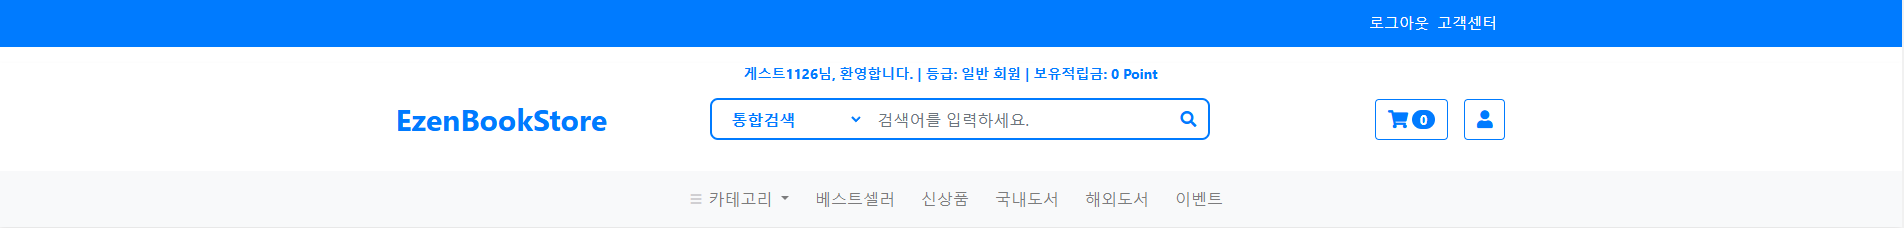 로그아웃 고객센터
게스트1126님, 환영합니다. | 등급: 일반 회원 | 보유적립금: 0 Point
EzenBookStore 통합검색 검색어를 입력하세요. 0
카테고리 베스트셀러 신상품 국내도서 해외도서 이벤트